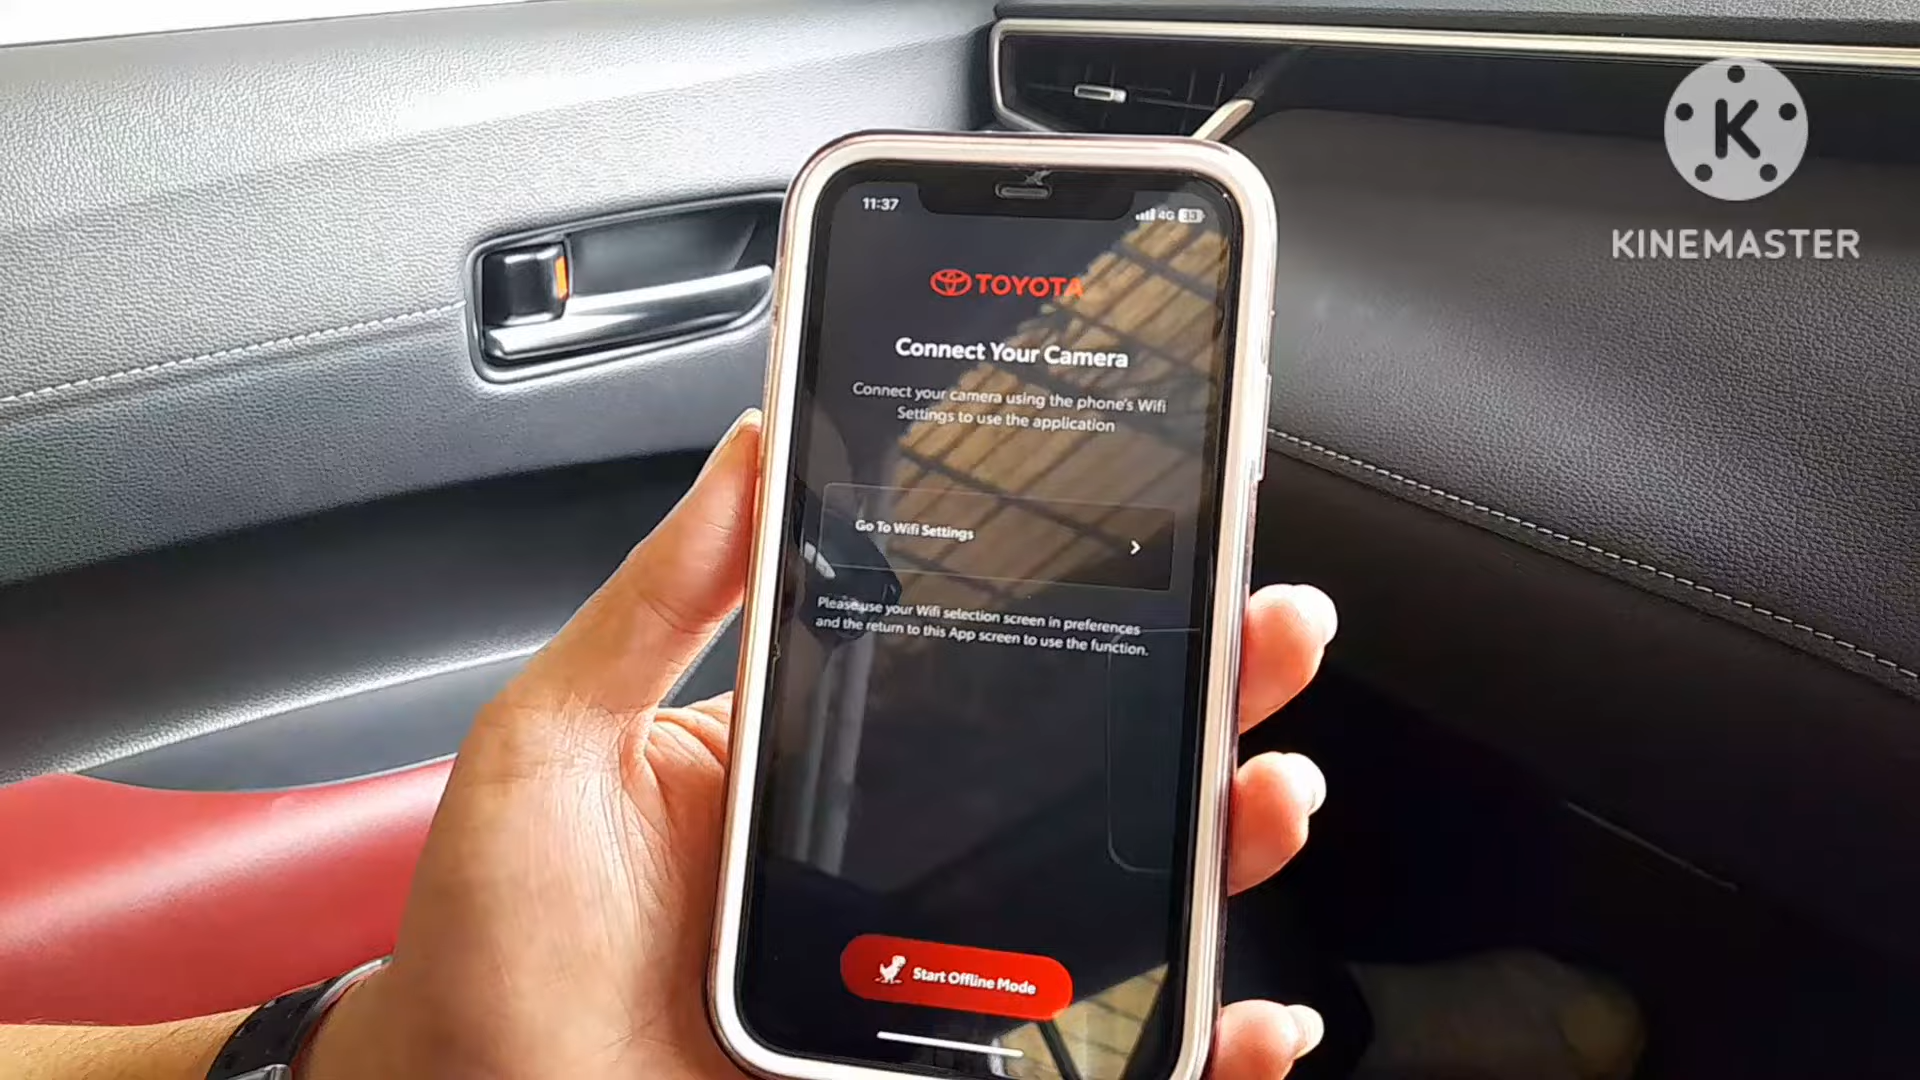 K
KINEMASTER
11:37
4G 33
TOYOTA
Connect Your Camera
Connect your camera using the phone's Wifi
Settings to use the application
Go To Wifi Settings
Please use your Wifi selection screen in preferences
and the return to this App screen to use the function.
Start Offline Mode